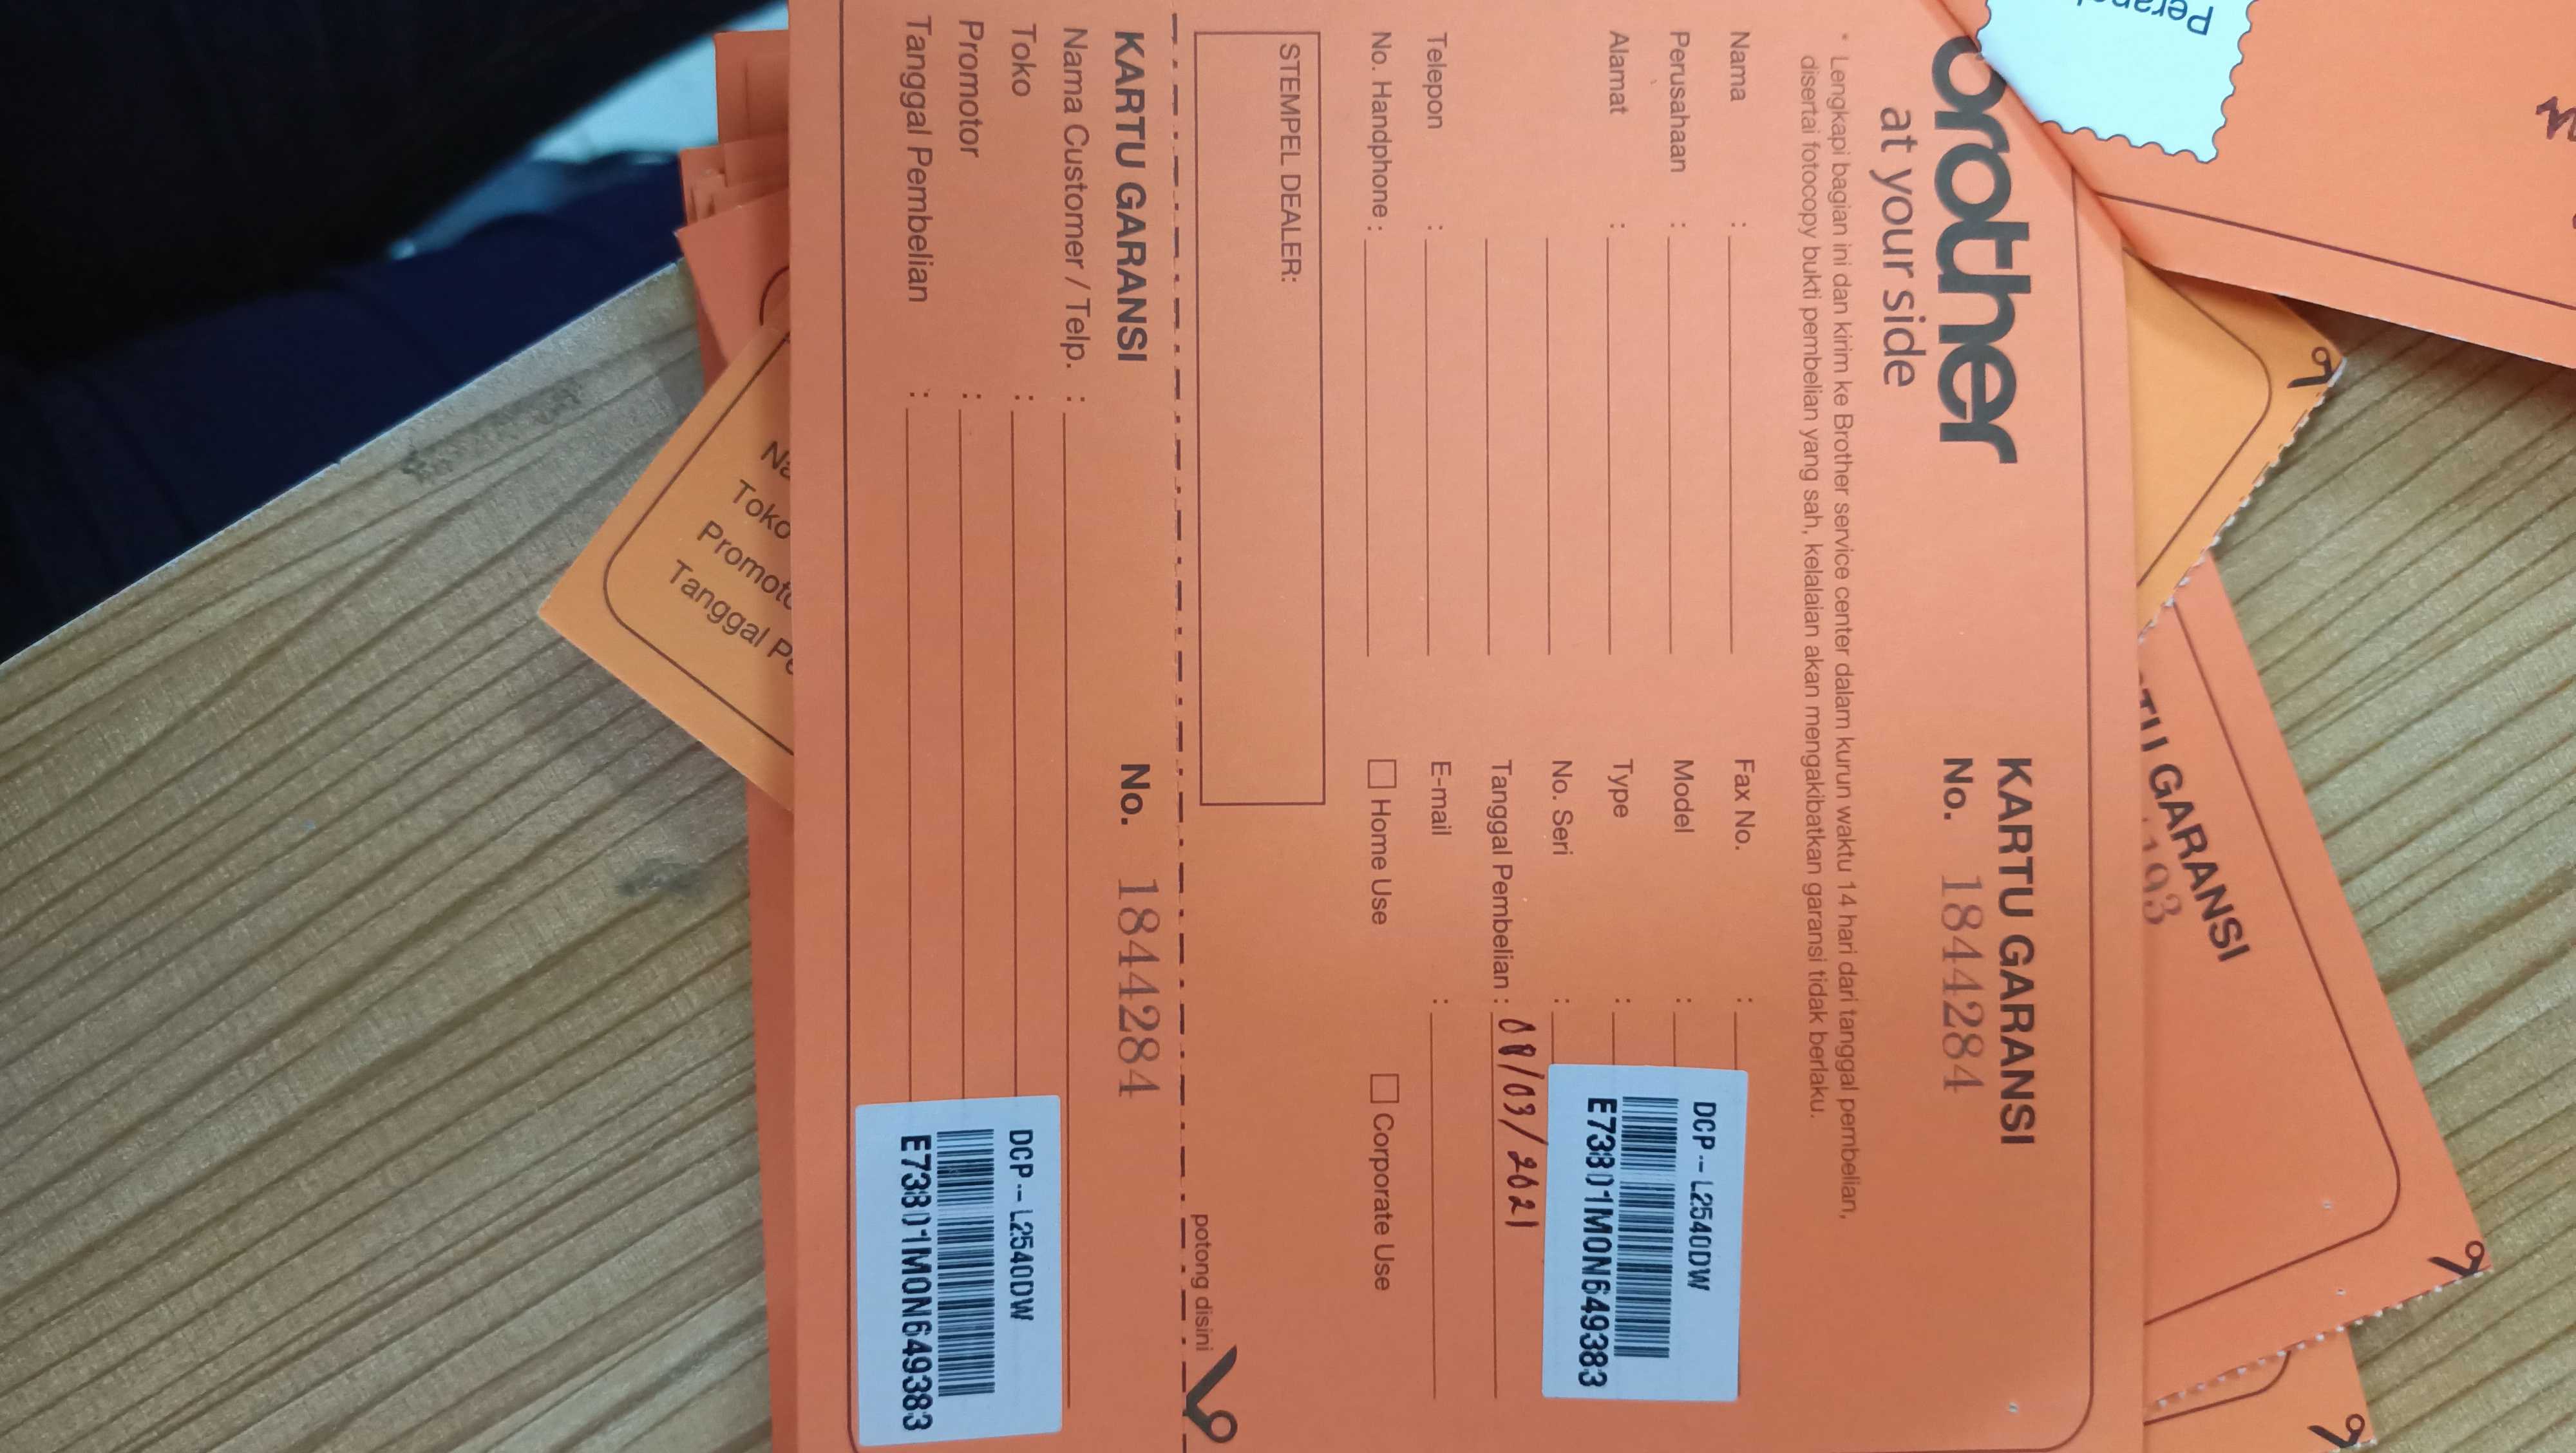 brother
at your side
KARTU GARANSI
No. 1844284
* Lengkapi bagian ini dan kirim ke Brother service center dalam kurun waktu 14 hari dari tanggal pembelian,
disertai fotocopy bukti pembelian yang sah, kelalaian akan mengakibatkan garansi tidak berlaku.
Nama :
Perusahaan :
Alamat :
Telepon :
No. Handphone :
Fax No. :
Model :
Type :
No. Seri :
Tanggal Pembelian : 08/03/2021
E-mail :
Home Use
Corporate Use
DCP-L2540DW
E73801M0N649383
STEMPEL DEALER:
potong disini
KARTU GARANSI
No. 1844284
Nama Customer / Telp. :
Toko :
Promotor :
Tanggal Pembelian :
DCP-L2540DW
E73801M0N649383
Toko
Tanggal
GARANSI
193